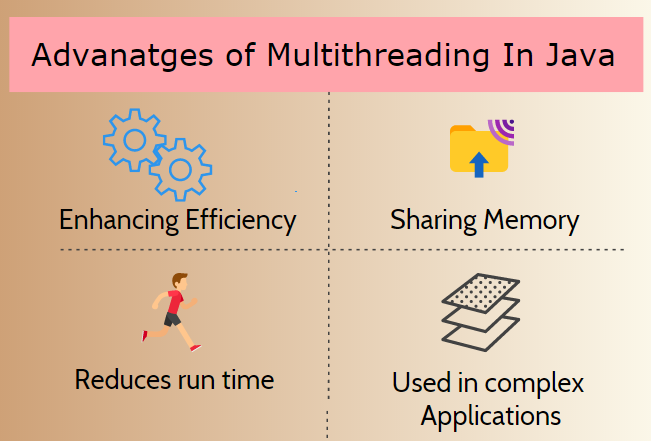 Advanatges of Multithreading In Java
Enhancing Efficiency
Sharing Memory
Reduces run time
Used in complex
Applications